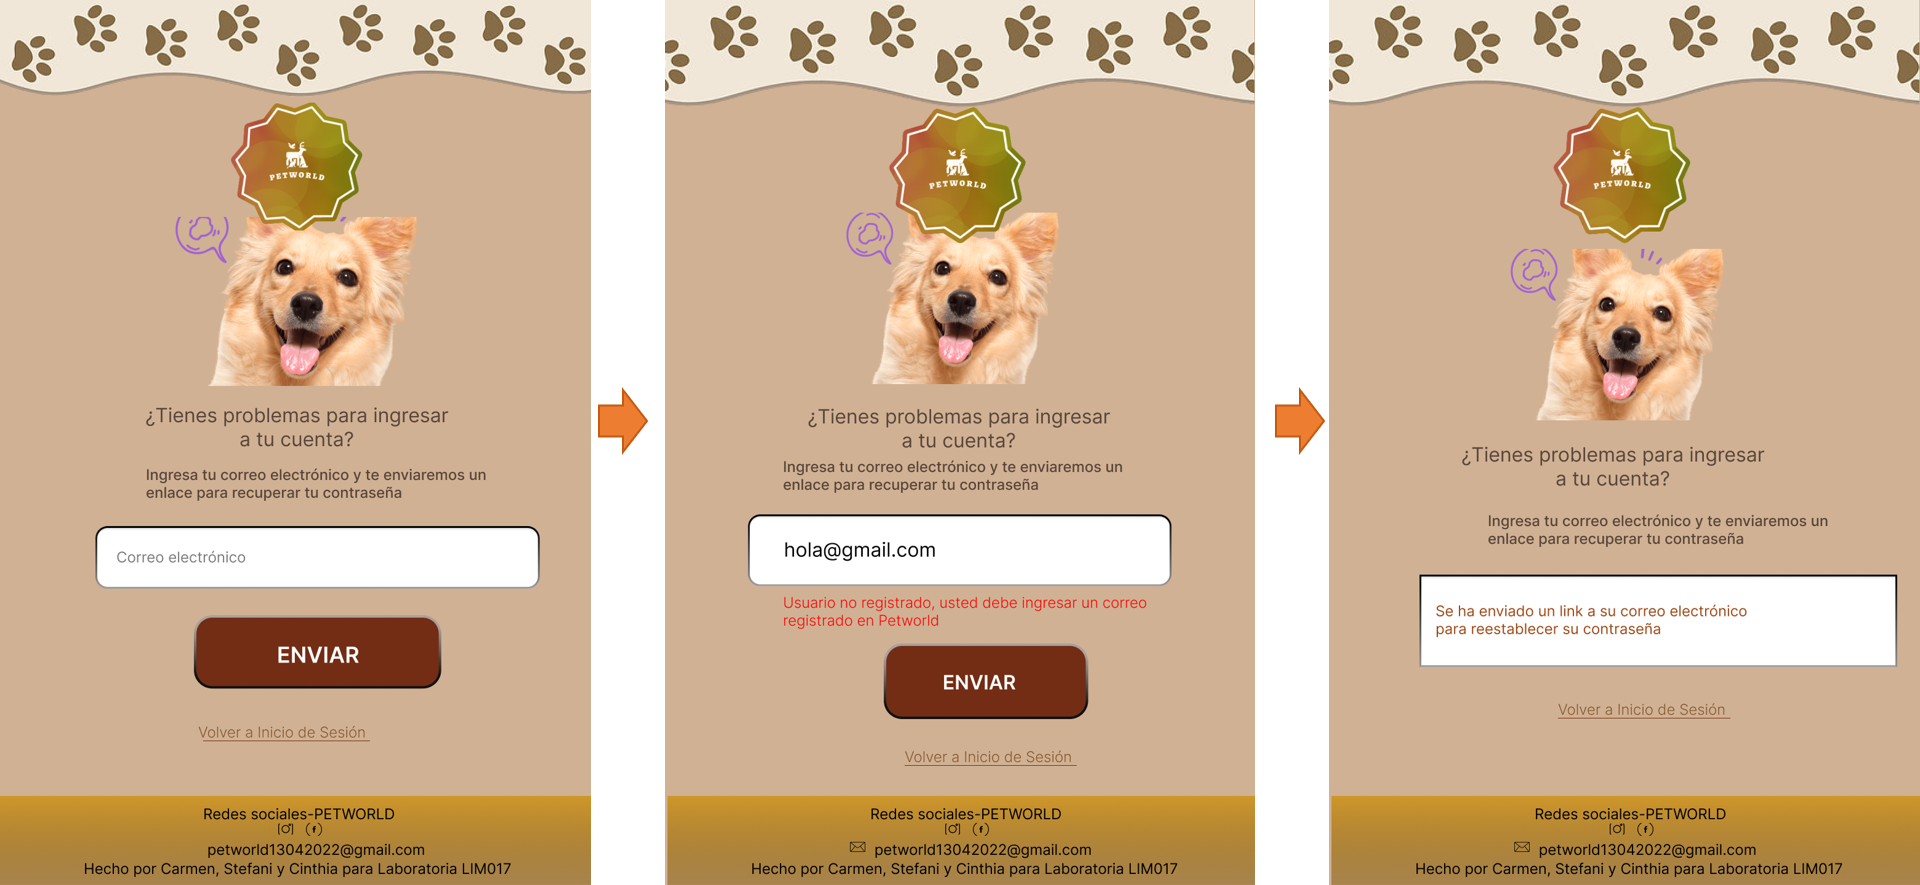 PETWORLD
¿Tienes problemas para ingresar
a tu cuenta?
Ingresa tu correo electrónico y te enviaremos un
enlace para recuperar tu contraseña
Correo electrónico
ENVIAR
Volver a Inicio de Sesión
Redes sociales-PETWORLD
petworld13042022@gmail.com
Hecho por Carmen, Stefani y Cinthia para Laboratoria LIM017
PETWORLD
¿Tienes problemas para ingresar
a tu cuenta?
Ingresa tu correo electrónico y te enviaremos un
enlace para recuperar tu contraseña
hola@gmail.com
Usuario no registrado, usted debe ingresar un correo
registrado en Petworld
ENVIAR
Volver a Inicio de Sesión
Redes sociales-PETWORLD
petworld13042022@gmail.com
Hecho por Carmen, Stefani y Cinthia para Laboratoria LIM017
PETWORLD
¿Tienes problemas para ingresar
a tu cuenta?
Ingresa tu correo electrónico y te enviaremos un
enlace para recuperar tu contraseña
Se ha enviado un link a su correo electrónico
para reestablecer su contraseña
Volver a Inicio de Sesión
Redes sociales-PETWORLD
petworld13042022@gmail.com
Hecho por Carmen, Stefani y Cinthia para Laboratoria LIM017